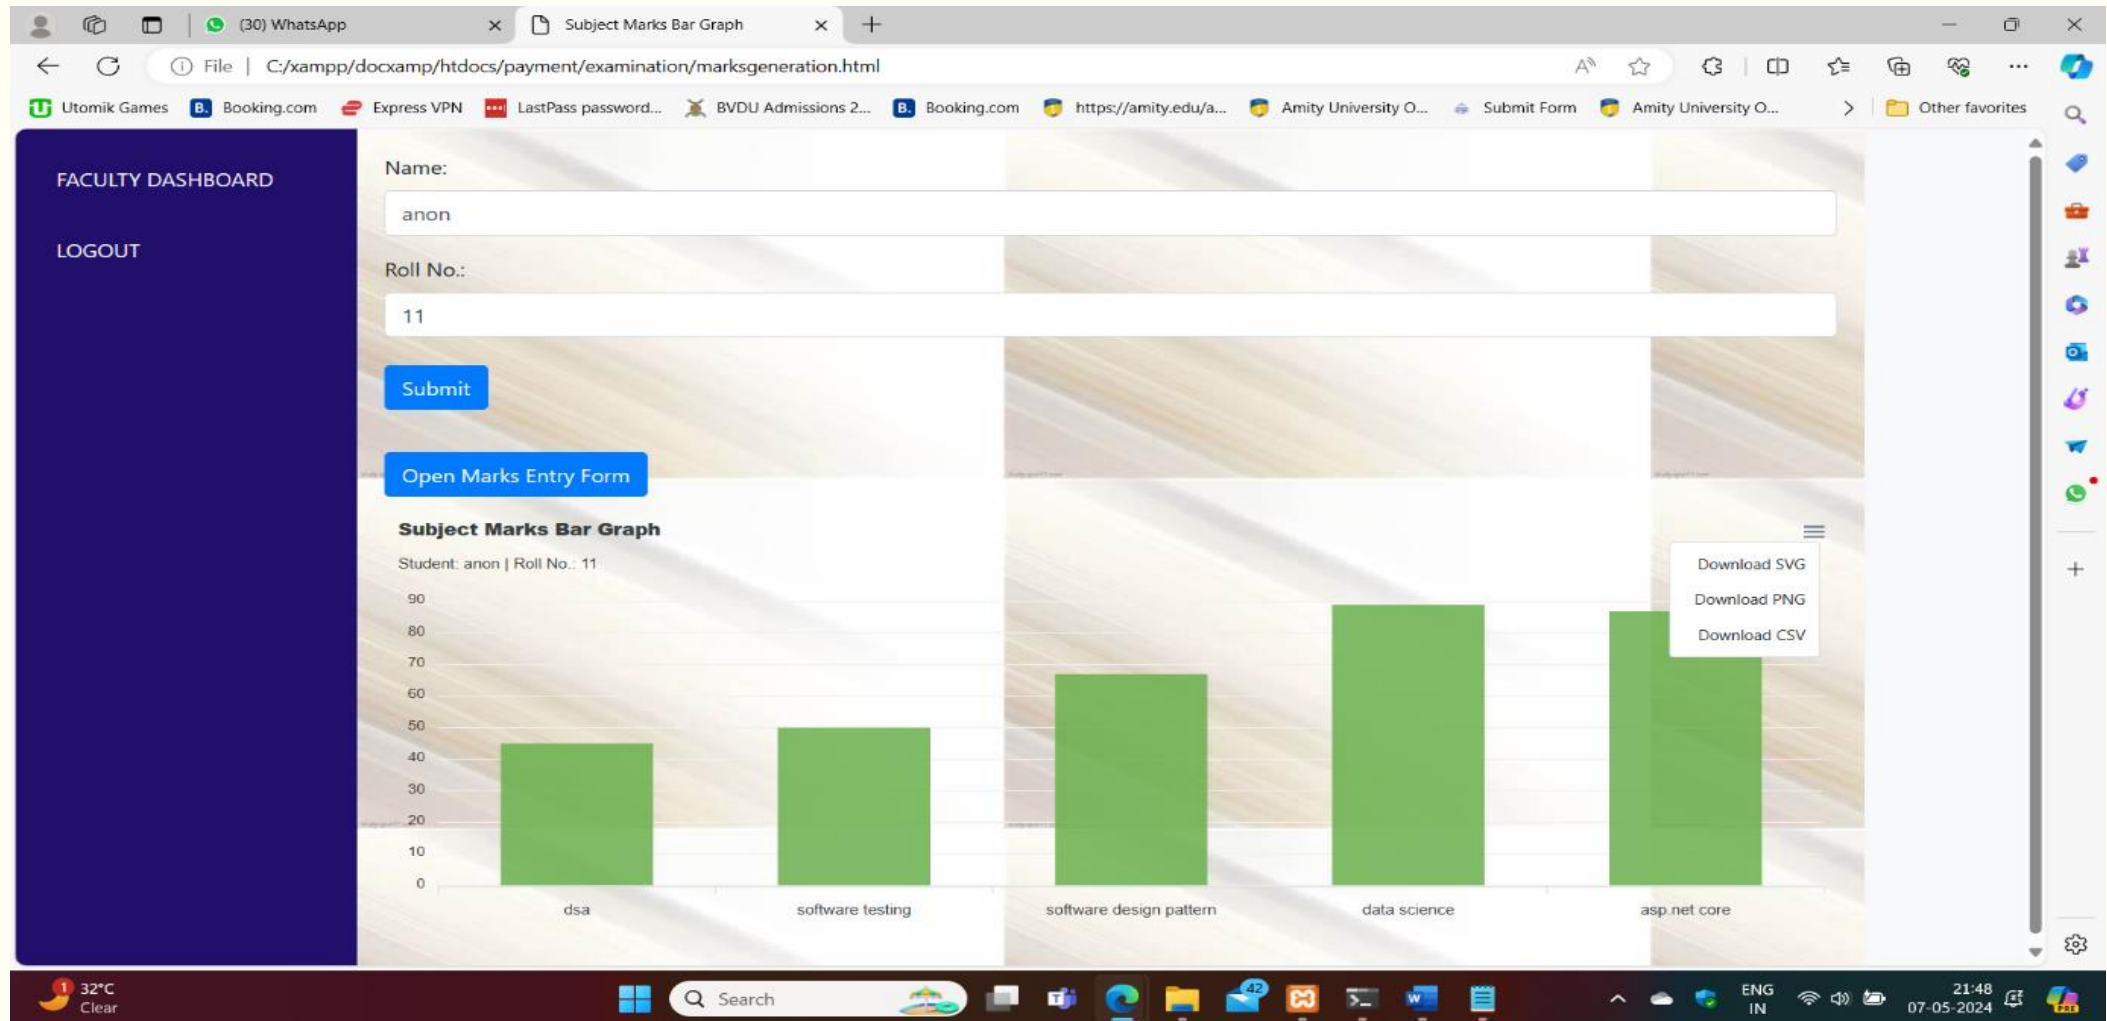 (30) WhatsApp
Subject Marks Bar Graph
File | C:/xampp/docxamp/htdocs/payment/examination/marksgeneration.html
Utomik Games
Booking.com
Express VPN
LastPass password...
BVDU Admissions 2...
Booking.com
https://amity.edu/a...
Amity University O...
Submit Form
Amity University O...
Other favorites
FACULTY DASHBOARD
LOGOUT
Name:
anon
Roll No.:
11
Submit
Open Marks Entry Form
Subject Marks Bar Graph
Student: anon | Roll No.: 11
Download SVG
Download PNG
Download CSV
90
80
70
60
50
40
30
20
10
0
dsa
software testing
software design pattern
data science
asp.net core
1
32°C
Clear
Search
42
ENG
IN
21:48
07-05-2024
PRE